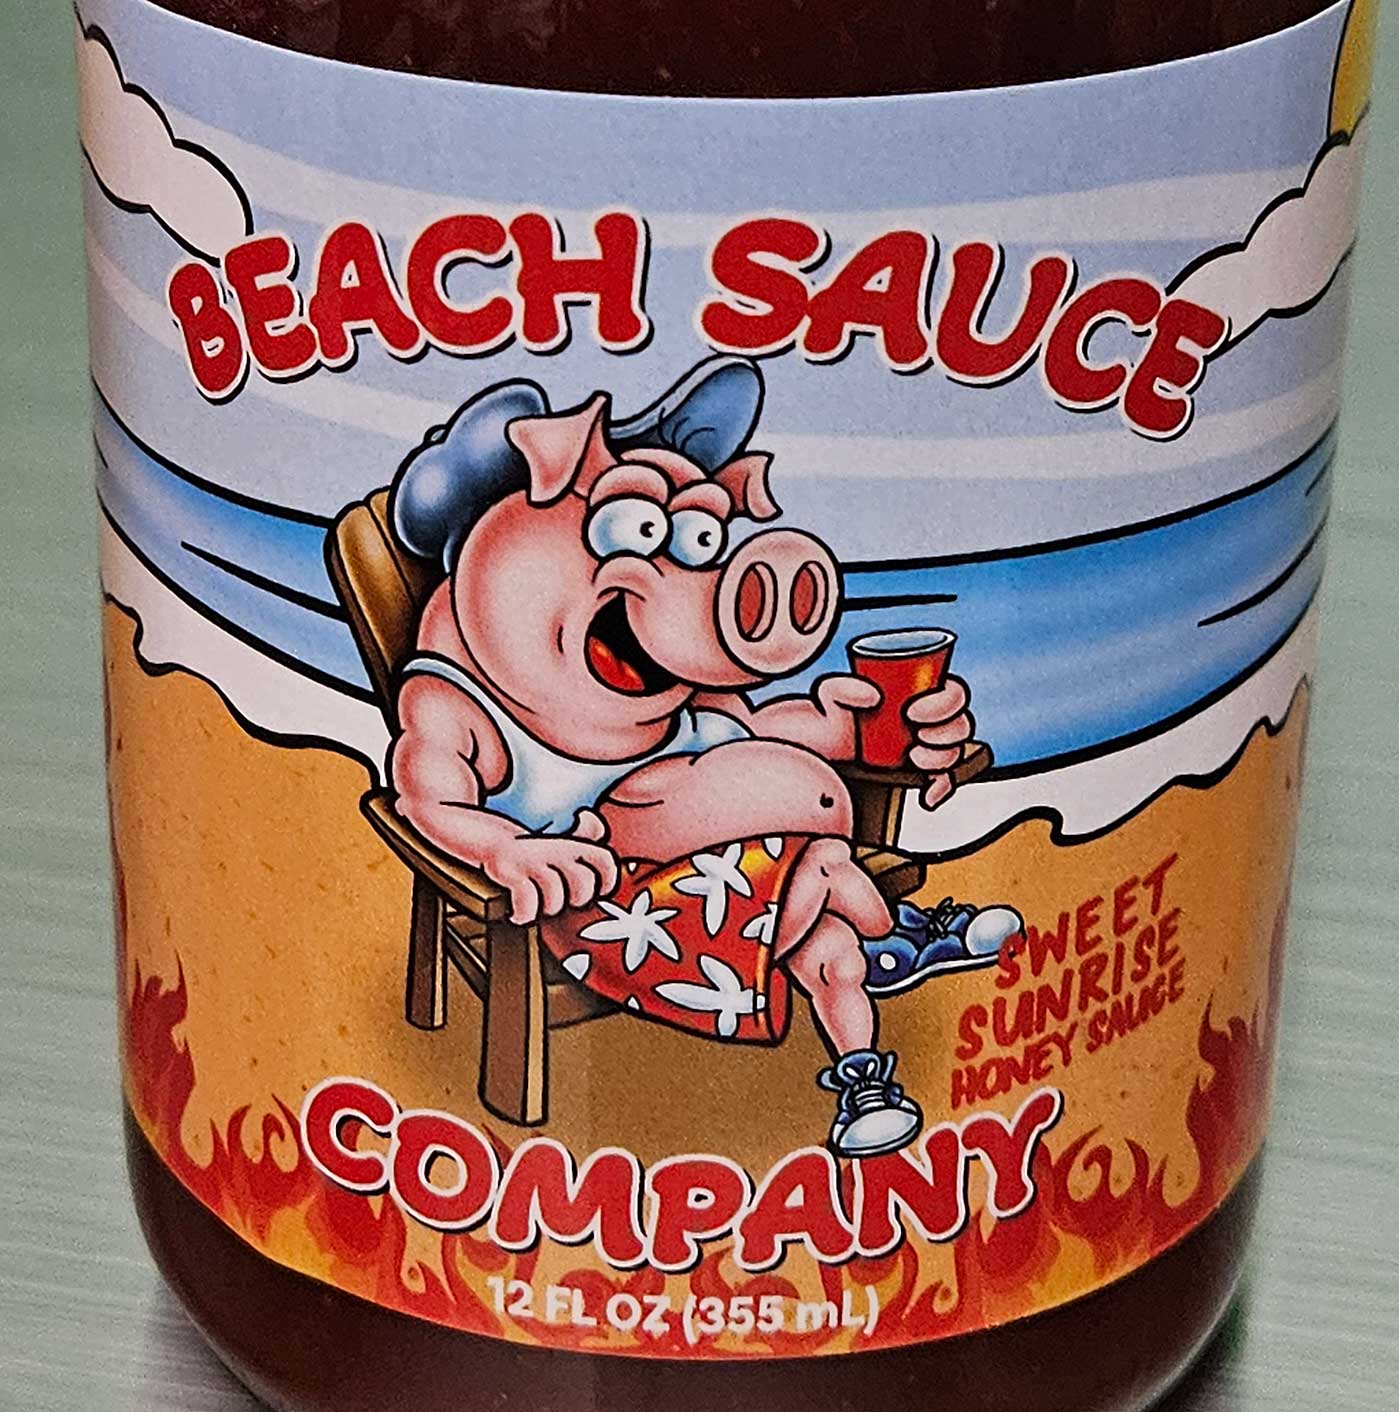 BEACH SAUCE
SWEET
SUNRISE
HONEY SAUCE
COMPANY
12 FL OZ (355 mL)